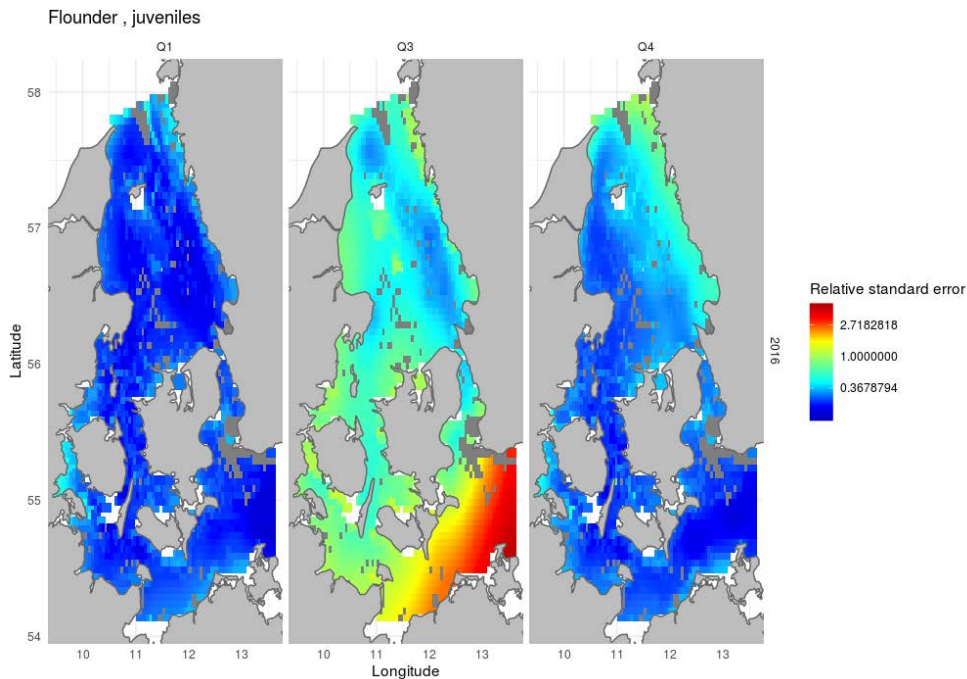 Flounder , juveniles
Q1 Q3 Q4
58
57
56
55
54
Latitude
10 11 12 13 10 11 12 13 10 11 12 13
Longitude
2016
Relative standard error
2.7182818
1.0000000
0.3678794